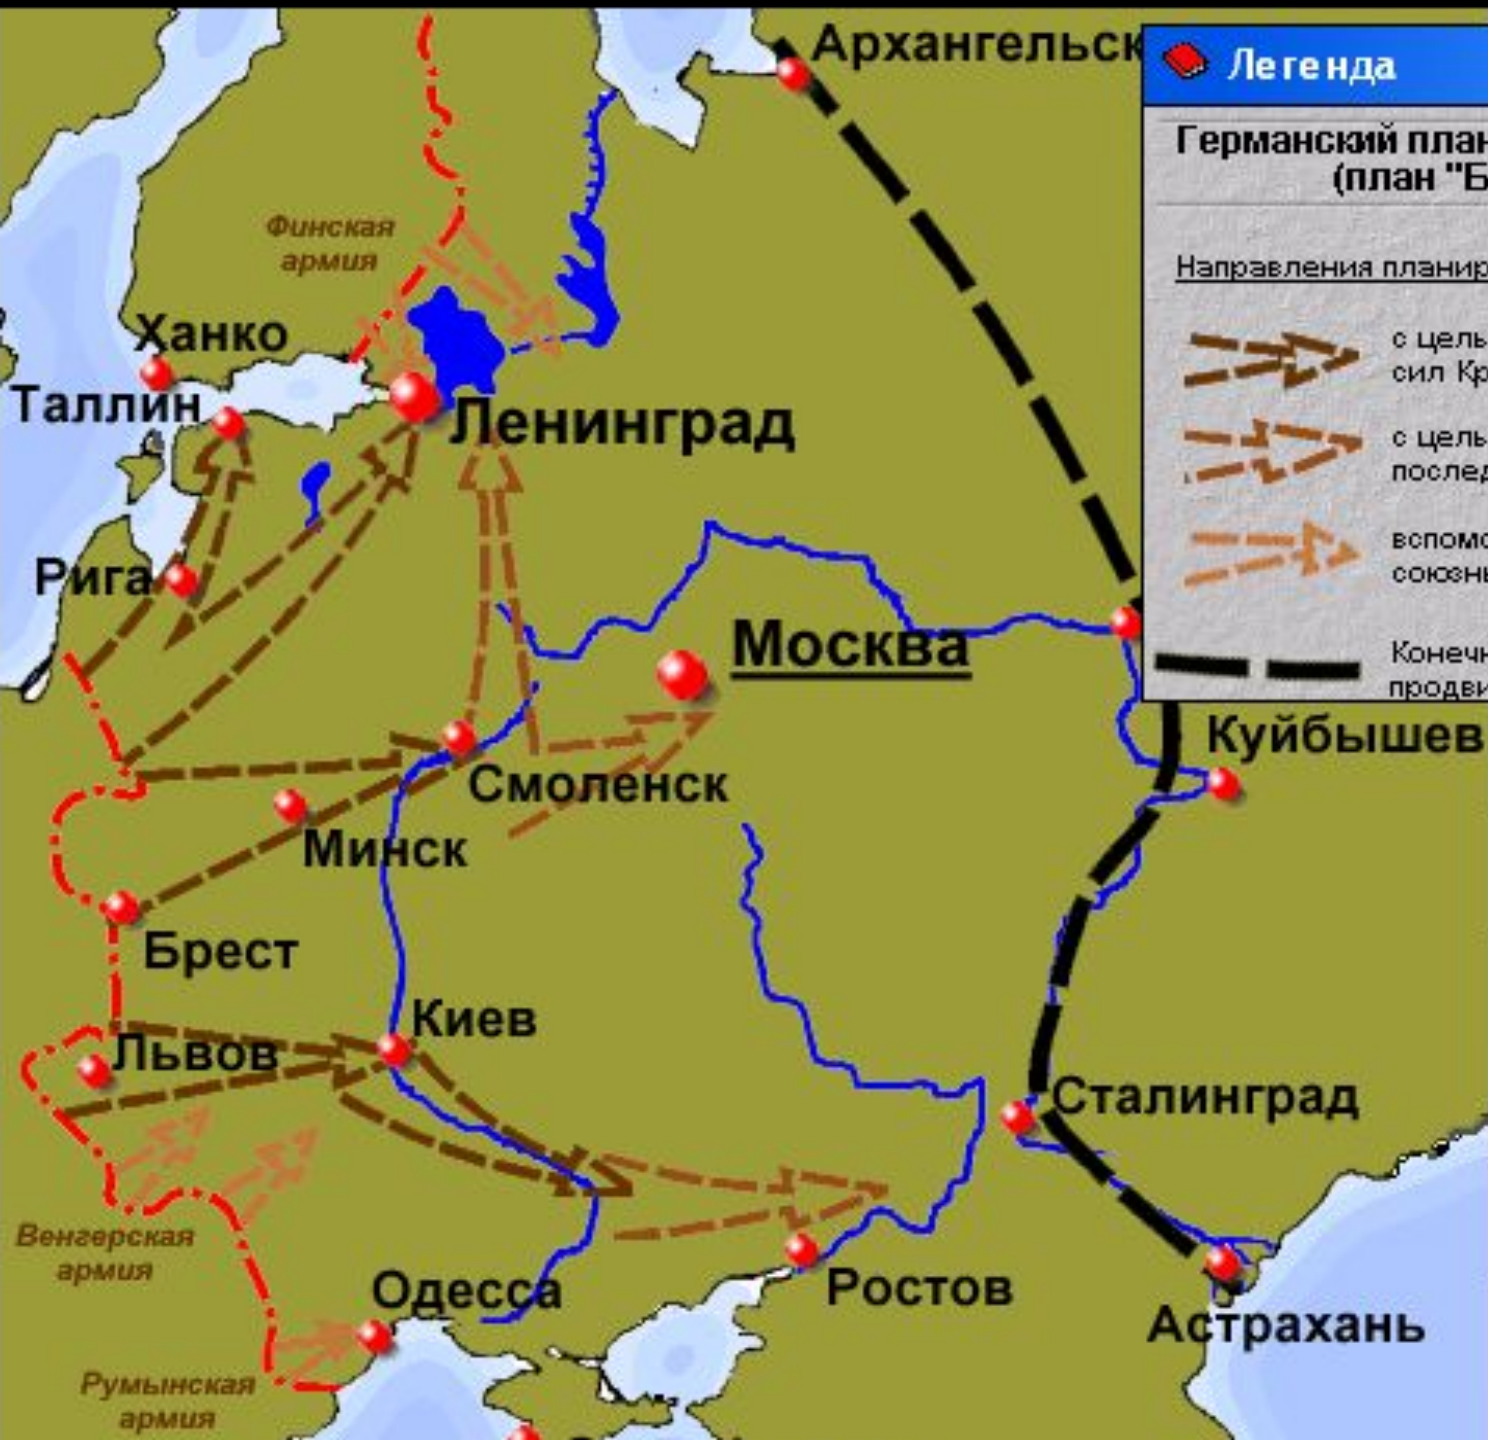 Архангельск
Легенда
Германский план
(план "Б
Направления планир
с цель
сил Кр
с цель
послед
вспомо
союзнь
Конечн
продви
Финская
армия
Ханко
Таллин
Ленинград
Рига
Москва
Куйбышев
Смоленск
Минск
Брест
Киев
Львов
Сталинград
Венгерская
армия
Одесса
Ростов
Астрахань
Румынская
армия